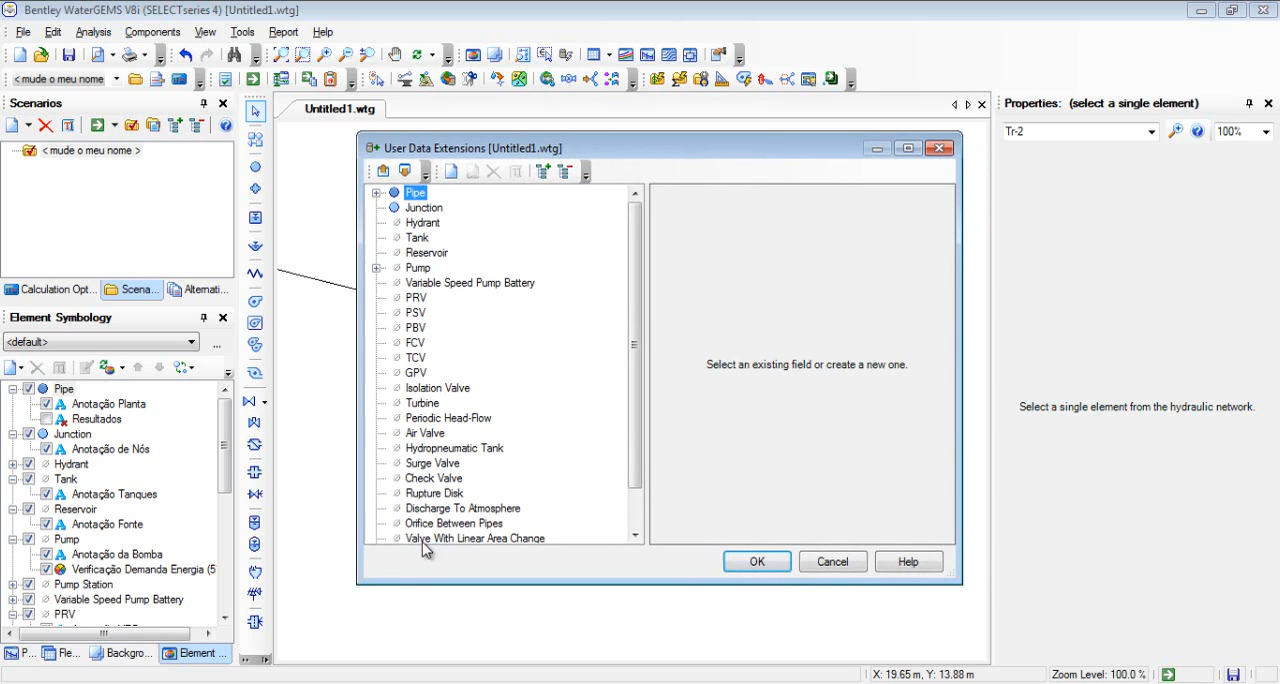 Bentley WaterGEMS V8i (SELECTseries 4) [Untitled1.wtg]
File Edit Analysis Components View Tools Report Help
< mude o meu nome
Scenarios
< mude o meu nome >
Calculation Opt... Scena... Alternati...
Element Symbology
<default>
...
Pipe
Anotação Planta
Resultados
Junction
Anotação de Nós
Hydrant
Tank
Anotação Tanques
Reservoir
Anotação Fonte
Pump
Anotação da Bomba
Verificação Demanda Energia (5
Pump Station
Variable Speed Pump Battery
PRV
P... Fle... Backgro... Element ...
Untitled1.wtg
User Data Extensions [Untitled1.wtg]
Pipe
Junction
Hydrant
Tank
Reservoir
Pump
Variable Speed Pump Battery
PRV
PSV
PBV
FCV
TCV
GPV
Isolation Valve
Turbine
Periodic Head-Flow
Air Valve
Hydropneumatic Tank
Surge Valve
Check Valve
Rupture Disk
Discharge To Atmosphere
Orifice Between Pipes
Valve With Linear Area Change
Select an existing field or create a new one.
OK Cancel Help
Properties: (select a single element)
Tr-2
100%
Select a single element from the hydraulic network.
X: 19.65 m, Y: 13.88 m
Zoom Level: 100.0 %